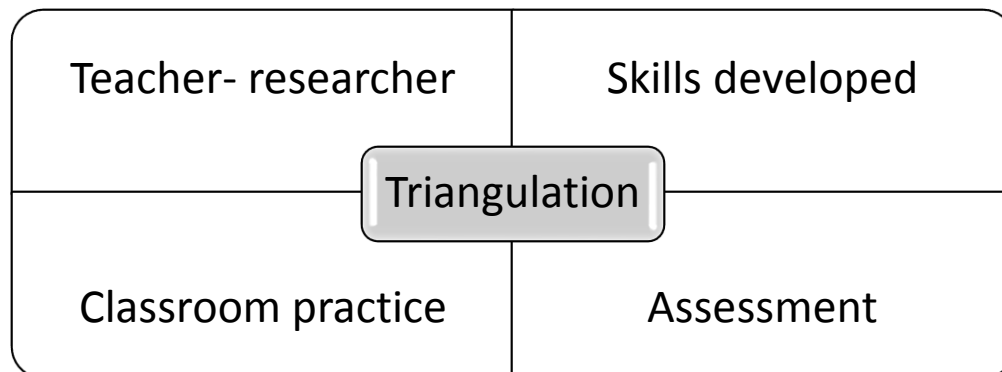 Teacher- researcher
Skills developed
Triangulation
Classroom practice
Assessment